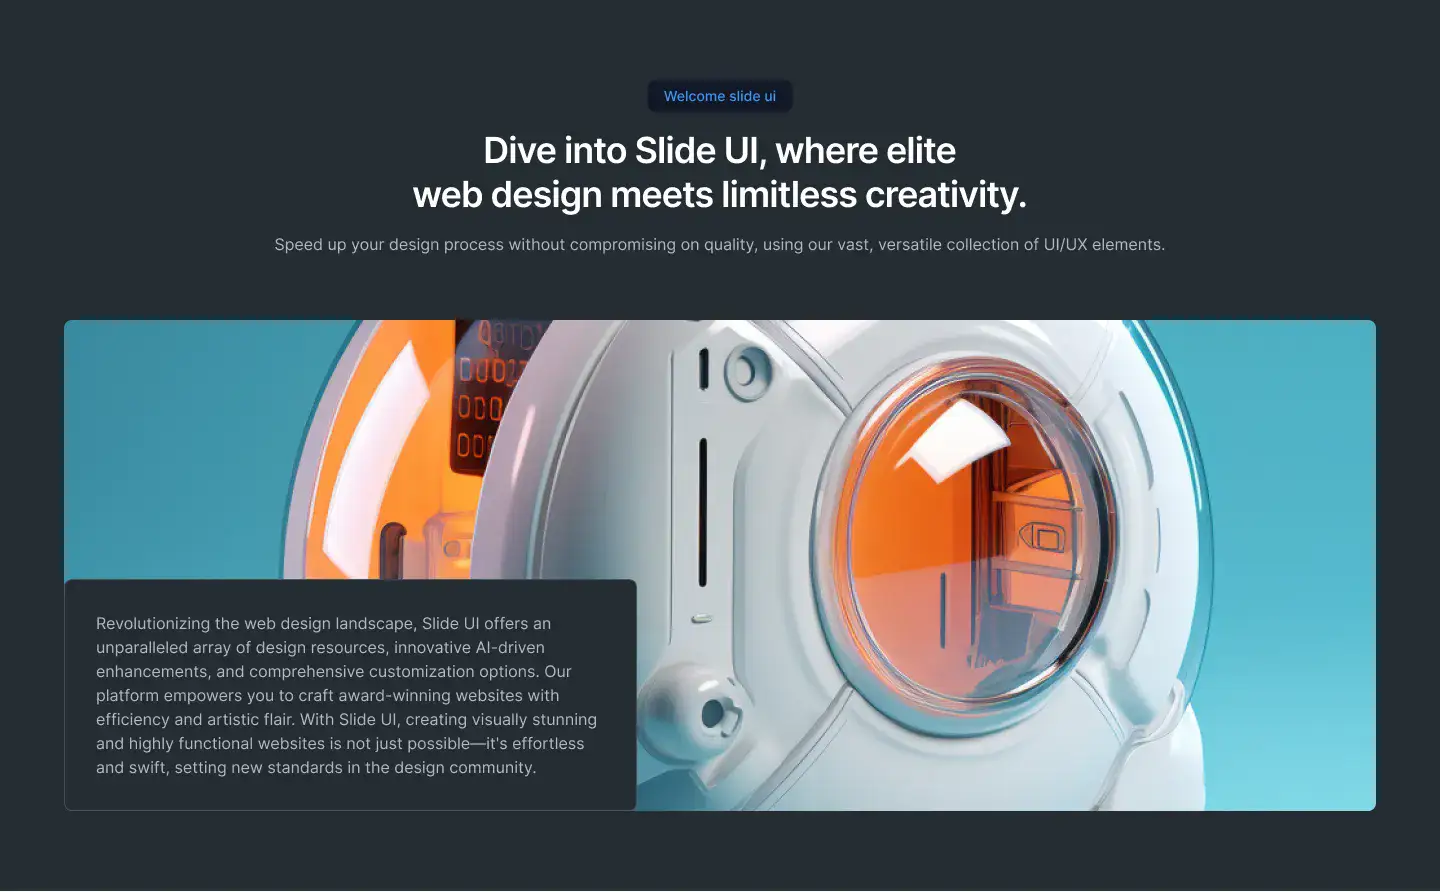 Welcome slide ui
Dive into Slide UI, where elite
web design meets limitless creativity.
Speed up your design process without compromising on quality, using our vast, versatile collection of UI/UX elements.
Revolutionizing the web design landscape, Slide UI offers an
unparalleled array of design resources, innovative AI-driven
enhancements, and comprehensive customization options. Our
platform empowers you to craft award-winning websites with
efficiency and artistic flair. With Slide UI, creating visually stunning
and highly functional websites is not just possible—it's effortless
and swift, setting new standards in the design community.